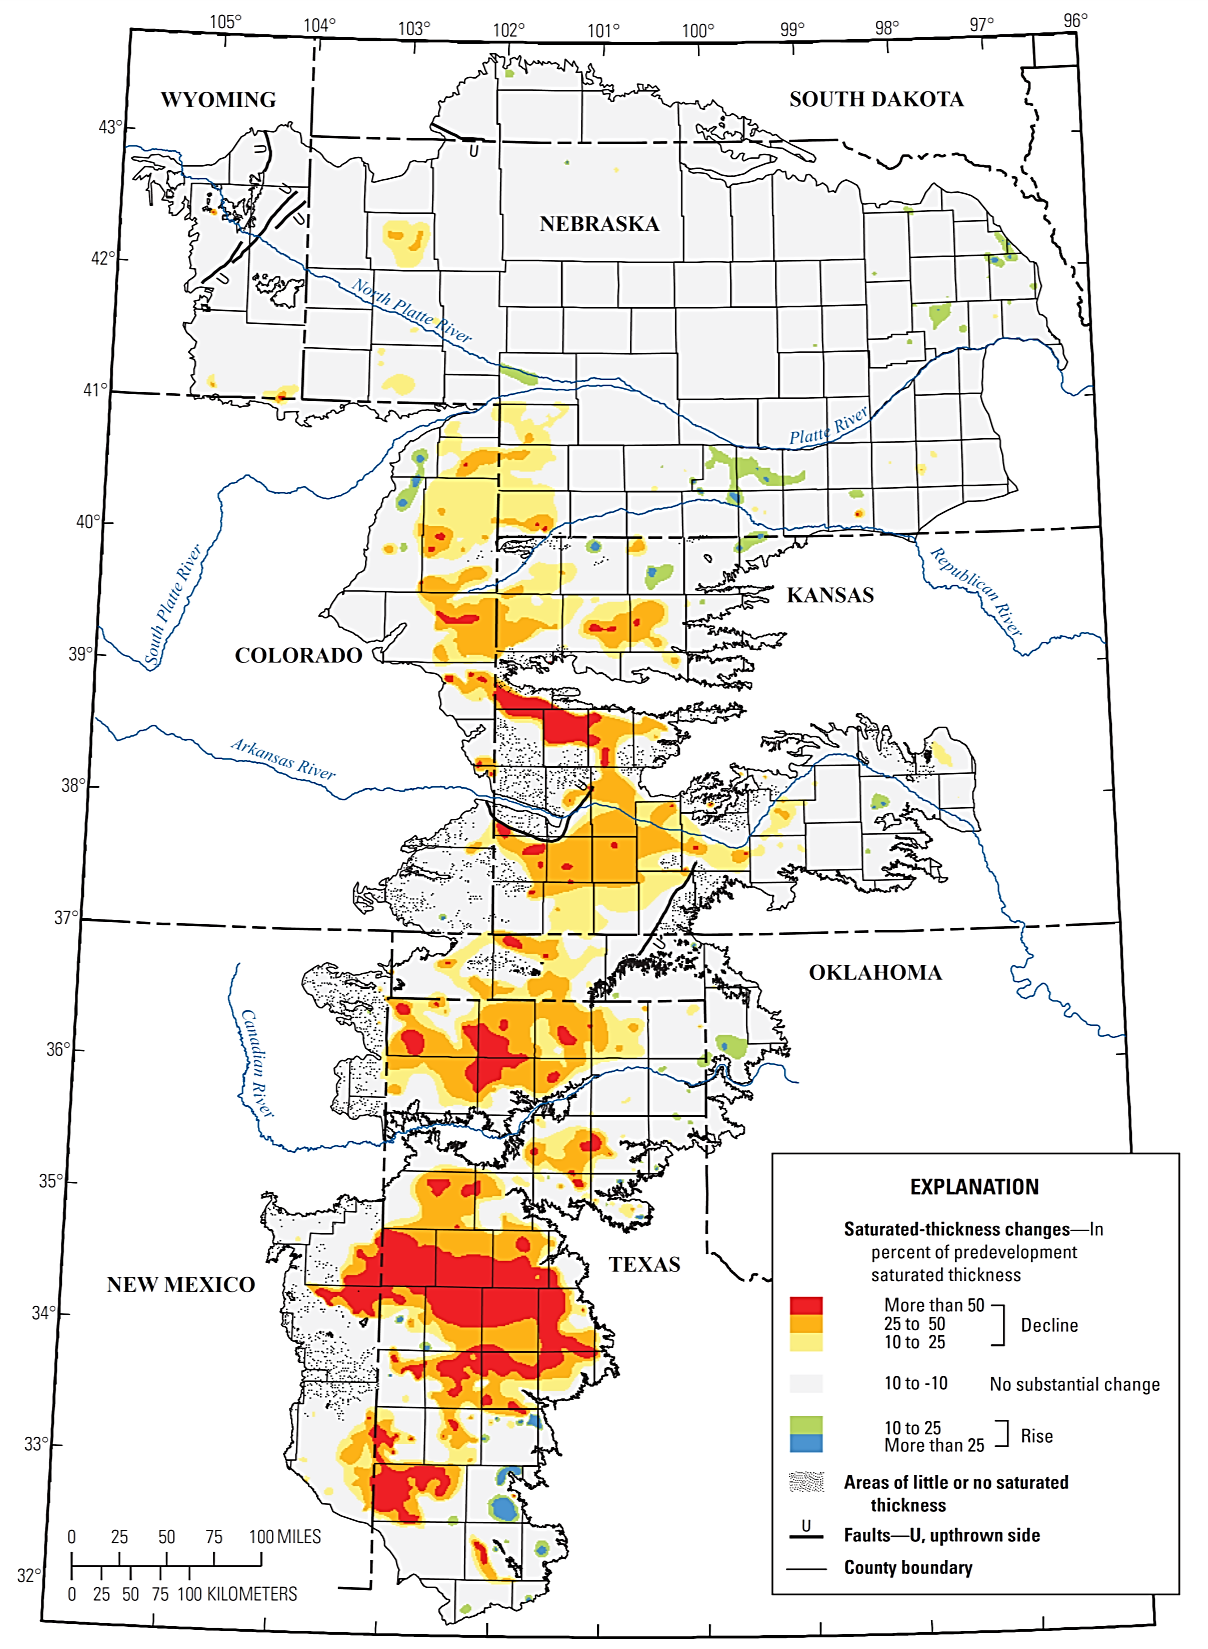 105° 104° 103° 102° 101° 100° 99° 98° 97° 96°
WYOMING
SOUTH DAKOTA
43°
U
U
U
U
NEBRASKA
42°
U
North Platte River
41°
Platte River
40°
South Platte River
Republican River
KANSAS
39°
COLORADO
Arkansas River
38°
U
37°
U
OKLAHOMA
Canadian River
36°
35°
NEW MEXICO
TEXAS
34°
33°
32°
EXPLANATION
Saturated-thickness changes—In
percent of predevelopment
saturated thickness
More than 50
25 to 50
10 to 25
Decline
10 to -10 No substantial change
10 to 25
More than 25
Rise
Areas of little or no saturated
thickness
U
Faults—U, upthrown side
County boundary
0 25 50 75 100 MILES
0 25 50 75 100 KILOMETERS